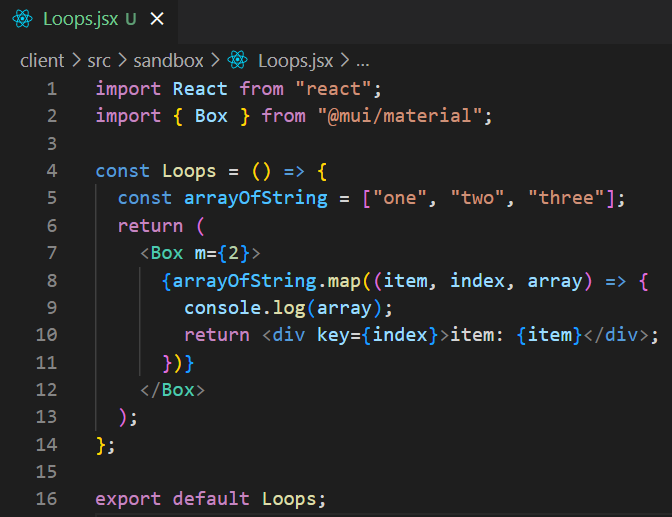 Loops.jsx U ×
client > src > sandbox > Loops.jsx > ...
1 import React from "react";
2 import { Box } from "@mui/material";
3
4 const Loops = () => {
5   const arrayOfString = ["one", "two", "three"];
6   return (
7     <Box m={2}>
8       {arrayOfString.map((item, index, array) => {
9         console.log(array);
10         return <div key={index}>item: {item}</div>;
11       })}
12     </Box>
13   );
14 };
15
16 export default Loops;